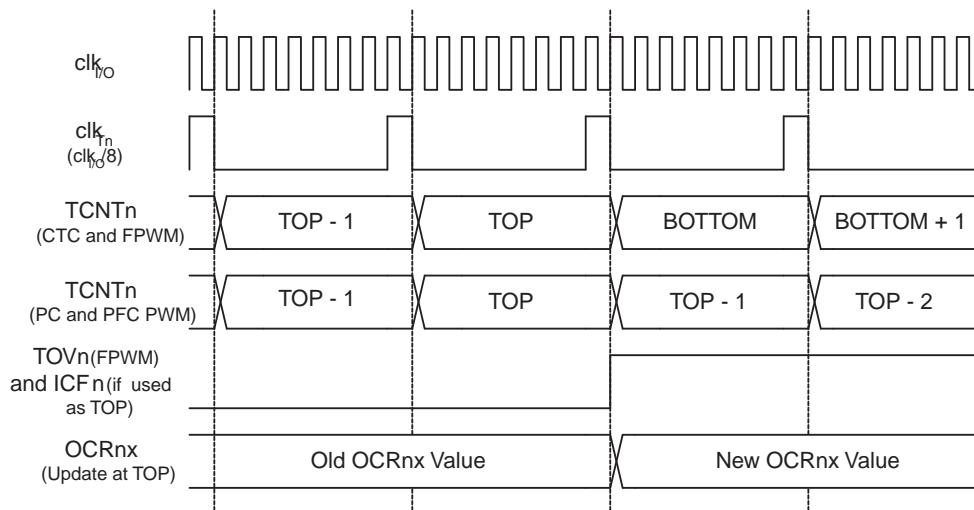 clkI/O
clkTn
(clkI/O/8)
TCNTn
(CTC and FPWM)
TOP - 1
TOP
BOTTOM
BOTTOM + 1
TCNTn
(PC and PFC PWM)
TOP - 1
TOP
TOP - 1
TOP - 2
TOVn(FPWM)
and ICFn(if used
as TOP)
OCRnx
(Update at TOP)
Old OCRnx Value
New OCRnx Value